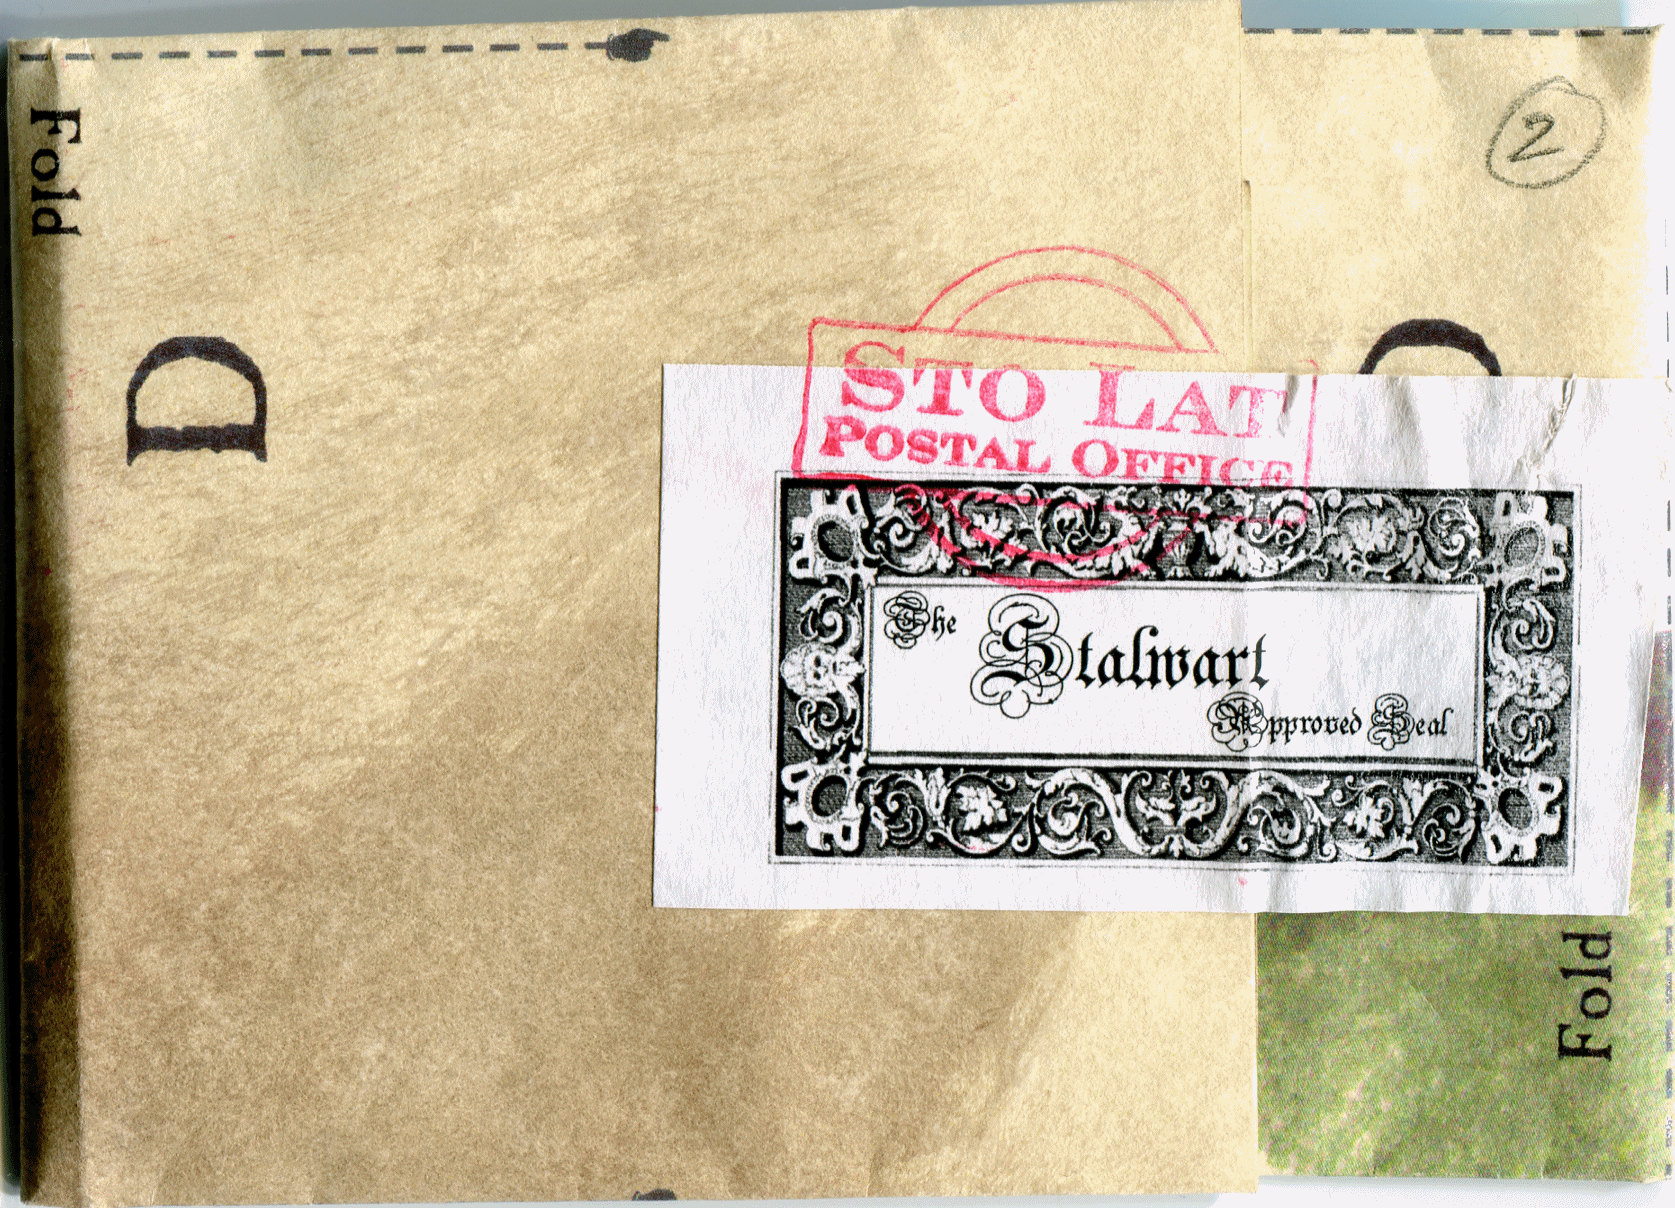 Fold
2
D
D
STO LAT
POSTAL OFFICE
The Stalwart
Approved Seal
Fold